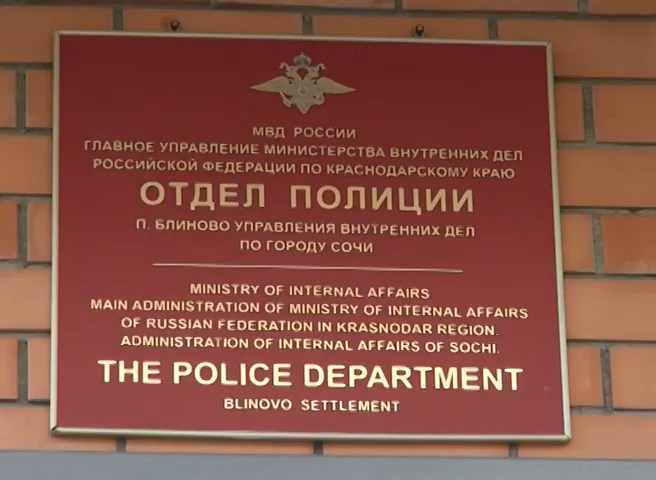 МВД РОССИИ
ГЛАВНОЕ УПРАВЛЕНИЕ МИНИСТЕРСТВА ВНУТРЕННИХ ДЕЛ
РОССИЙСКОЙ ФЕДЕРАЦИИ ПО КРАСНОДАРСКОМУ КРАЮ
ОТДЕЛ ПОЛИЦИИ
П. БЛИНОВО УПРАВЛЕНИЯ ВНУТРЕННИХ ДЕЛ
ПО ГОРОДУ СОЧИ
MINISTRY OF INTERNAL AFFAIRS
MAIN ADMINISTRATION OF MINISTRY OF INTERNAL AFFAIRS
OF RUSSIAN FEDERATION IN KRASNODAR REGION.
ADMINISTRATION OF INTERNAL AFFAIRS OF SOCHI.
THE POLICE DEPARTMENT
BLINOVO SETTLEMENT